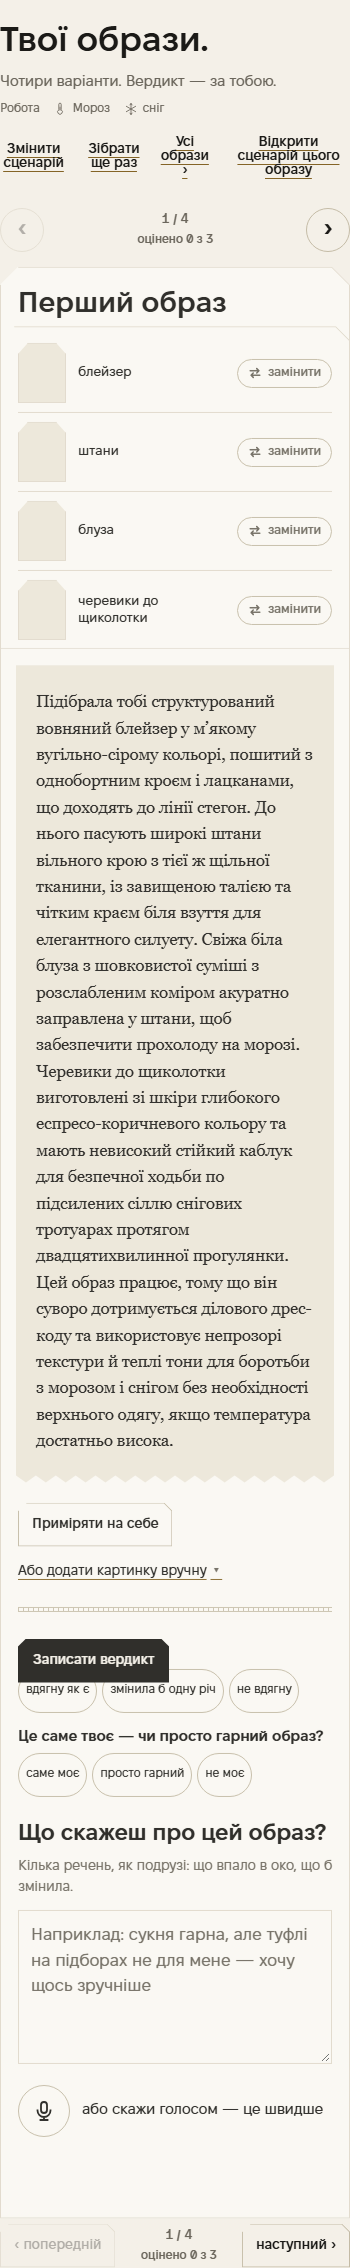 Твої образи.
Чотири варіанти. Вердикт — за тобою.
Робота Мороз сніг
Змінити сценарій
Зібрати ще раз
Усі образи ›
Відкрити сценарій цього образу
‹
1 / 4
оцінено 0 з 3
›
Перший образ
блейзер
замінити
штани
замінити
блуза
замінити
черевики до
щиколотки
замінити
Підібрала тобі структурований
вовняний блейзер у м’якому
вугільно-сірому кольорі, пошитий з
однобортним кроєм і лацканами,
що доходять до лінії стегон. До
нього пасують широкі штани
вільного крою з тієї ж щільної
тканини, із завищеною талією та
чітким краєм біля взуття для
елегантного силуету. Свіжа біла
блуза з шовковистої суміші з
розслабленим коміром акуратно
заправлена у штани, щоб
забезпечити прохолоду на морозі.
Черевики до щиколотки
виготовлені зі шкіри глибокого
еспресо-коричневого кольору та
мають невисокий стійкий каблук
для безпечної ходьби по
підсилених сіллю снігових
тротуарах протягом
двадцятихвилинної прогулянки.
Цей образ працює, тому що він
суворо дотримується ділового дрес-
коду та використовує непрозорі
текстури й теплі тони для боротьби
з морозом і снігом без необхідності
верхнього одягу, якщо температура
достатньо висока.
Приміряти на себе
Або додати картинку вручну
Записати вердикт
вдягну як є
змінила б одну річ
не вдягну
Це саме твоє — чи просто гарний образ?
саме моє
просто гарний
не моє
Що скажеш про цей образ?
Кілька речень, як подрузі: що впало в око, що б
змінила.
Наприклад: сукня гарна, але туфлі
на підборах не для мене — хочу
щось зручніше
або скажи голосом — це швидше
‹ попередній
1 / 4
оцінено 0 з 3
наступний ›